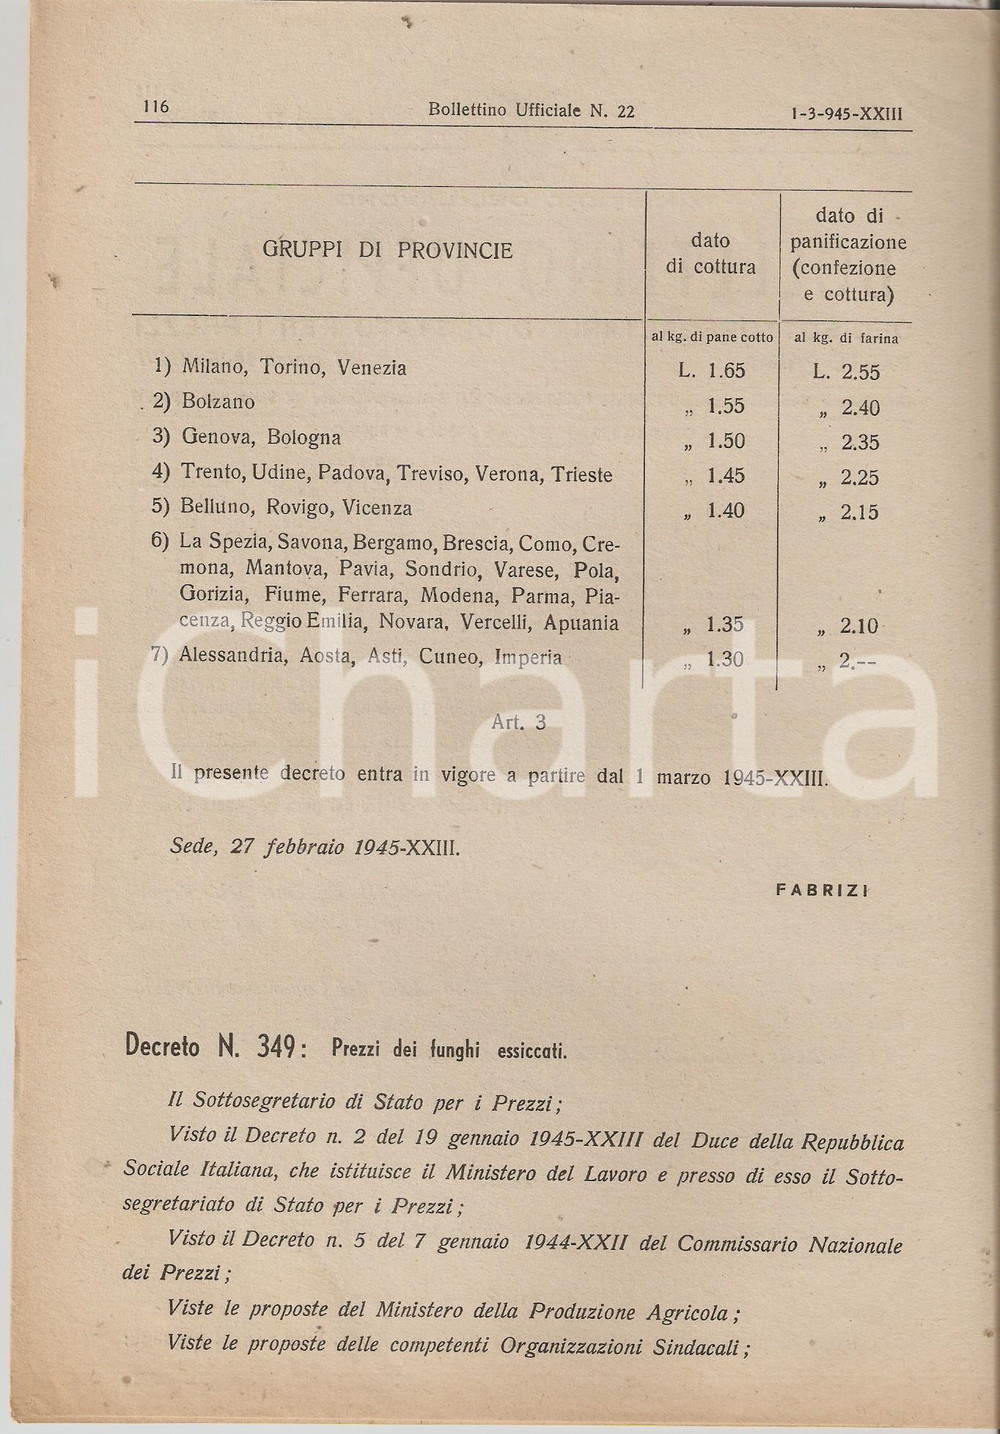 116 Bollettino Ufficiale N. 22 1-3-945-XXIII
GRUPPI DI PROVINCIE
dato
di cottura
dato di
panificazione
(confezione
e cottura)
al kg. di pane cotto al kg. di farina
1) Milano, Torino, Venezia L. 1.65 L. 2.55
2) Bolzano „ 1.55 „ 2.40
3) Genova, Bologna „ 1.50 „ 2.35
4) Trento, Udine, Padova, Treviso, Verona, Trieste „ 1.45 „ 2.25
5) Belluno, Rovigo, Vicenza „ 1.40 „ 2.15
6) La Spezia, Savona, Bergamo, Brescia, Como, Cre-
mona, Mantova, Pavia, Sondrio, Varese, Pola,
Gorizia, Fiume, Ferrara, Modena, Parma, Pia-
cenza, Reggio Emilia, Novara, Vercelli, Apuania „ 1.35 „ 2.10
7) Alessandria, Aosta, Asti, Cuneo, Imperia „ 1.30 „ 2.--
iCharta
Art. 3
Il presente decreto entra in vigore a partire dal 1 marzo 1945-XXIII.
Sede, 27 febbraio 1945-XXIII.
FABRIZI
Decreto N. 349: Prezzi dei funghi essiccati.
Il Sottosegretario di Stato per i Prezzi;
Visto il Decreto n. 2 del 19 gennaio 1945-XXIII del Duce della Repubblica
Sociale Italiana, che istituisce il Ministero del Lavoro e presso di esso il Sotto-
segretariato di Stato per i Prezzi;
Visto il Decreto n. 5 del 7 gennaio 1944-XXII del Commissario Nazionale
dei Prezzi;
Viste le proposte del Ministero della Produzione Agricola;
Viste le proposte delle competenti Organizzazioni Sindacali;